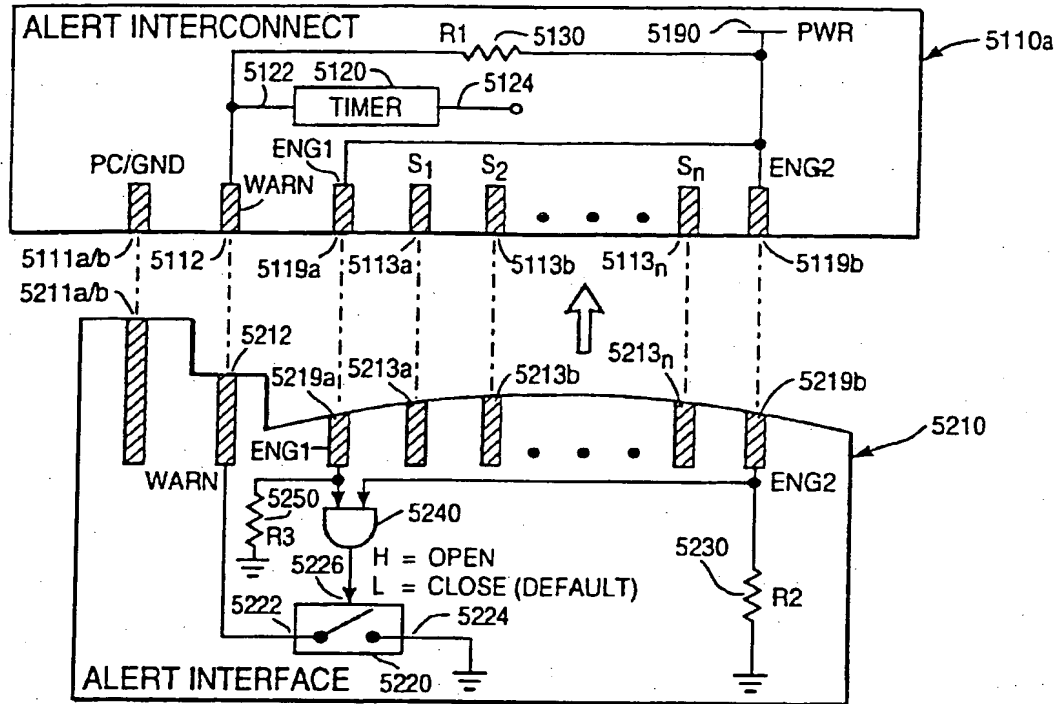 ALERT INTERCONNECT
R1
5130
5190
PWR
5110a
5122
5120
5124
TIMER
PC/GND
WARN
ENG1
S1
S2
Sn
ENG2
5111a/b
5112
5119a
5113a
5113b
5113n
5119b
5211a/b
5212
5219a
5213a
5213b
5213n
5219b
5210
WARN
ENG1
ENG2
5250
R3
5240
H = OPEN
L = CLOSE (DEFAULT)
5226
5230
R2
5222
5224
5220
ALERT INTERFACE